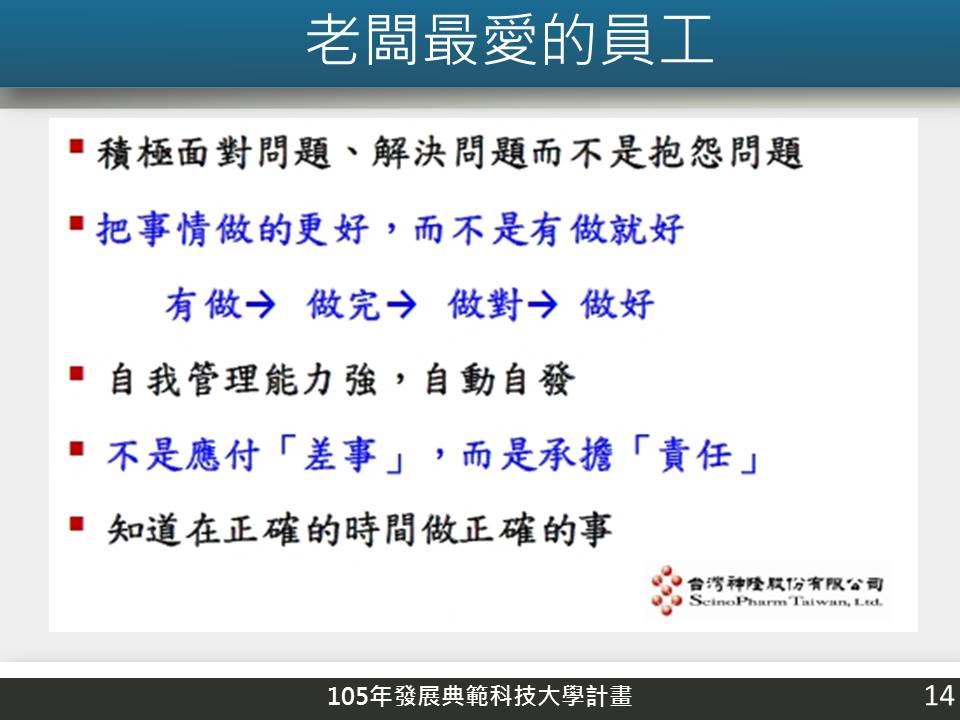 老闆最愛的員工
▪ 積極面對問題、解決問題而不是抱怨問題
▪ 把事情做的更好，而不是有做就好
有做→ 做完→ 做對→ 做好
▪ 自我管理能力強，自動自發
▪ 不是應付「差事」，而是承擔「責任」
▪ 知道在正確的時間做正確的事
台灣神隆股份有限公司
ScinoPharm Taiwan, Ltd.
105年發展典範科技大學計畫
14